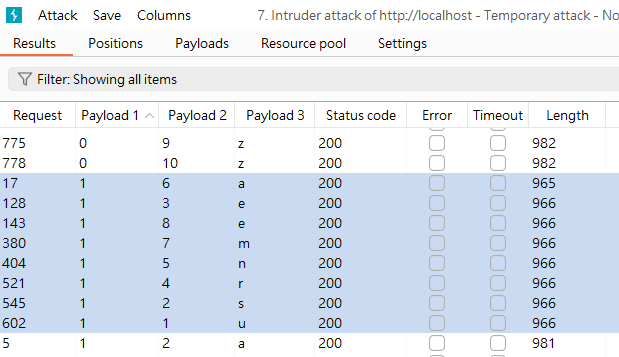 Attack Save Columns 7. Intruder attack of http://localhost - Temporary attack - No
Results Positions Payloads Resource pool Settings
Filter: Showing all items
Request Payload 1 Payload 2 Payload 3 Status code Error Timeout Length
775 0 9 z 200 982
778 0 10 z 200 982
17 1 6 a 200 965
128 1 3 e 200 966
143 1 8 e 200 966
380 1 7 m 200 966
404 1 5 n 200 966
521 1 4 r 200 966
545 1 2 s 200 966
602 1 1 u 200 966
5 1 2 a 200 981